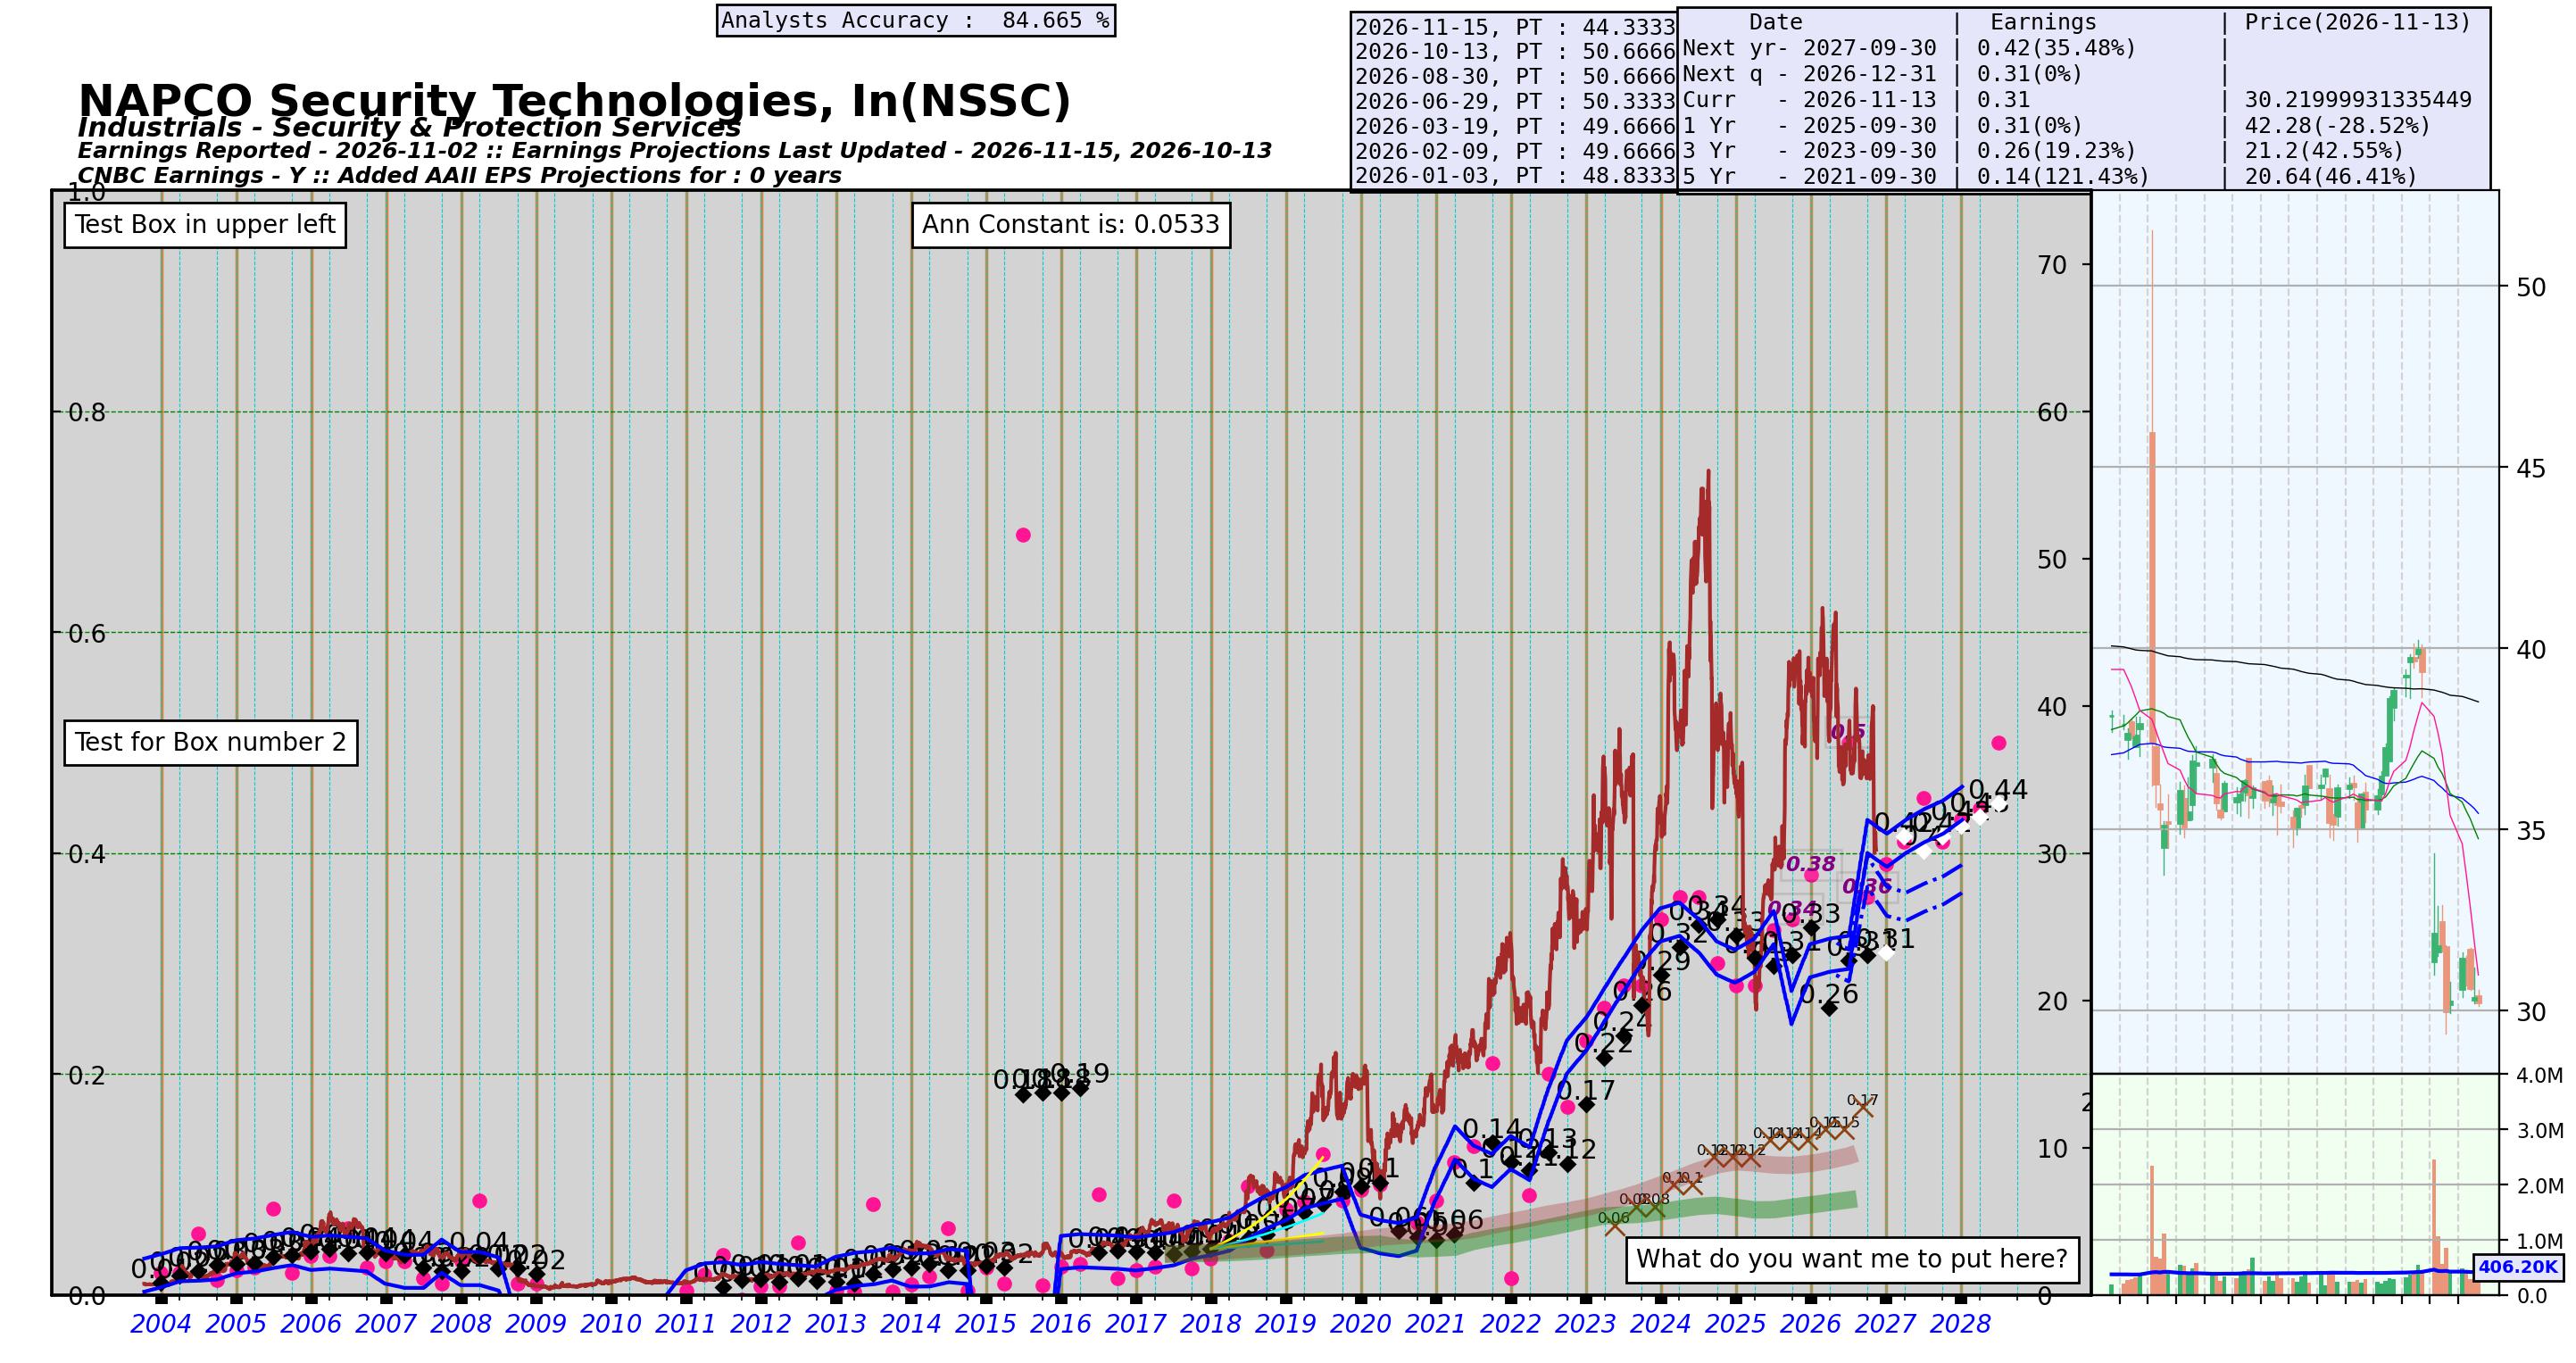 Analysts Accuracy :  84.665 %
NAPCO Security Technologies, In(NSSC)
Industrials - Security & Protection Services
Earnings Reported - 2026-11-02 :: Earnings Projections Last Updated - 2026-11-15, 2026-10-13
CNBC Earnings - Y :: Added AAII EPS Projections for : 0 years
2026-11-15, PT : 44.3333
2026-10-13, PT : 50.6666
2026-08-30, PT : 50.6666
2026-06-29, PT : 50.3333
2026-03-19, PT : 49.6666
2026-02-09, PT : 49.6666
2026-01-03, PT : 48.8333
Date | Earnings | Price(2026-11-13)
Next yr- 2027-09-30 | 0.42(35.48%) |
Next q - 2026-12-31 | 0.31(0%) |
Curr - 2026-11-13 | 0.31 | 30.21999931335449
1 Yr - 2025-09-30 | 0.31(0%) | 42.28(-28.52%)
3 Yr - 2023-09-30 | 0.26(19.23%) | 21.2(42.55%)
5 Yr - 2021-09-30 | 0.14(121.43%) | 20.64(46.41%)
Test Box in upper left
Ann Constant is: 0.0533
Test for Box number 2
What do you want me to put here?
1.0
0.8
0.6
0.4
0.2
0.0
70
60
50
40
30
20
10
0
50
45
40
35
30
4.0M
3.0M
2.0M
1.0M
0.0
406.20K
0.5
0.38
0.36
0.34
0.44
0.33
0.31
0.26
0.34
0.32
0.29
0.26
0.24
0.22
0.17
0.12
0.13
0.14
0.1
0.19
0.17
0.06
2004 2005 2006 2007 2008 2009 2010 2011 2012 2013 2014 2015 2016 2017 2018 2019 2020 2021 2022 2023 2024 2025 2026 2027 2028